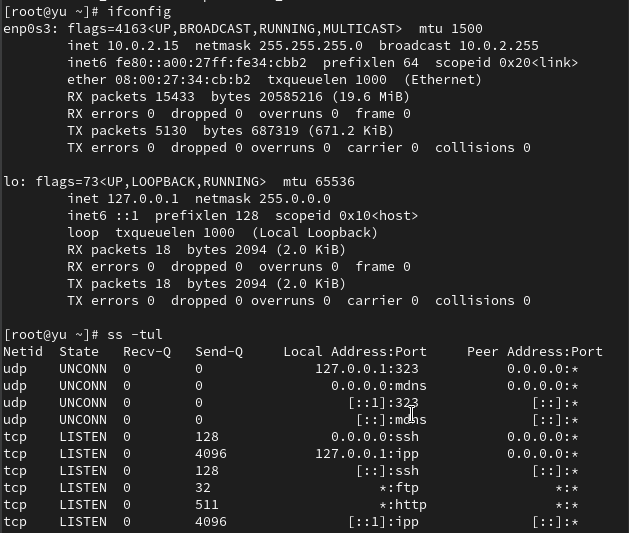 [root@yu ~]# ifconfig
enp0s3: flags=4163<UP,BROADCAST,RUNNING,MULTICAST>  mtu 1500
        inet 10.0.2.15  netmask 255.255.255.0  broadcast 10.0.2.255
        inet6 fe80::a00:27ff:fe34:cbb2  prefixlen 64  scopeid 0x20<link>
        ether 08:00:27:34:cb:b2  txqueuelen 1000  (Ethernet)
        RX packets 15433  bytes 20585216 (19.6 MiB)
        RX errors 0  dropped 0  overruns 0  frame 0
        TX packets 5130  bytes 687319 (671.2 KiB)
        TX errors 0  dropped 0 overruns 0  carrier 0  collisions 0
lo: flags=73<UP,LOOPBACK,RUNNING>  mtu 65536
        inet 127.0.0.1  netmask 255.0.0.0
        inet6 ::1  prefixlen 128  scopeid 0x10<host>
        loop  txqueuelen 1000  (Local Loopback)
        RX packets 18  bytes 2094 (2.0 KiB)
        RX errors 0  dropped 0  overruns 0  frame 0
        TX packets 18  bytes 2094 (2.0 KiB)
        TX errors 0  dropped 0 overruns 0  carrier 0  collisions 0
[root@yu ~]# ss -tul
Netid  State   Recv-Q  Send-Q     Local Address:Port     Peer Address:Port
udp    UNCONN  0       0              127.0.0.1:323           0.0.0.0:*
udp    UNCONN  0       0                0.0.0.0:mdns          0.0.0.0:*
udp    UNCONN  0       0                  [::1]:323              [::]:*
udp    UNCONN  0       0                   [::]:mdns             [::]:*
tcp    LISTEN  0       128              0.0.0.0:ssh           0.0.0.0:*
tcp    LISTEN  0       4096           127.0.0.1:ipp           0.0.0.0:*
tcp    LISTEN  0       128                 [::]:ssh              [::]:*
tcp    LISTEN  0       32                     *:ftp                 *:*
tcp    LISTEN  0       511                    *:http                *:*
tcp    LISTEN  0       4096               [::1]:ipp              [::]:*